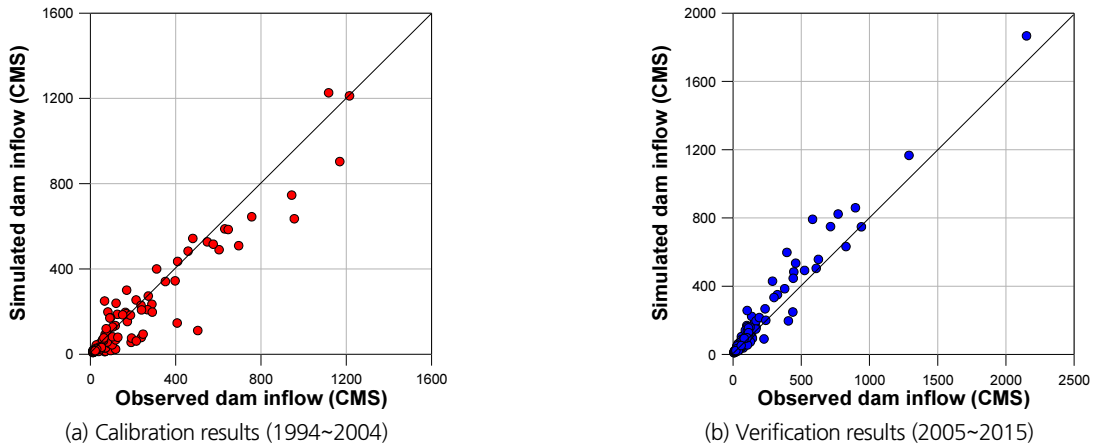 1600
1200
800
400
0
Simulated dam inflow (CMS)
0 400 800 1200 1600
Observed dam inflow (CMS)
(a) Calibration results (1994~2004)
2000
1600
1200
800
400
0
Simulated dam inflow (CMS)
0 500 1000 1500 2000 2500
Observed dam inflow (CMS)
(b) Verification results (2005~2015)